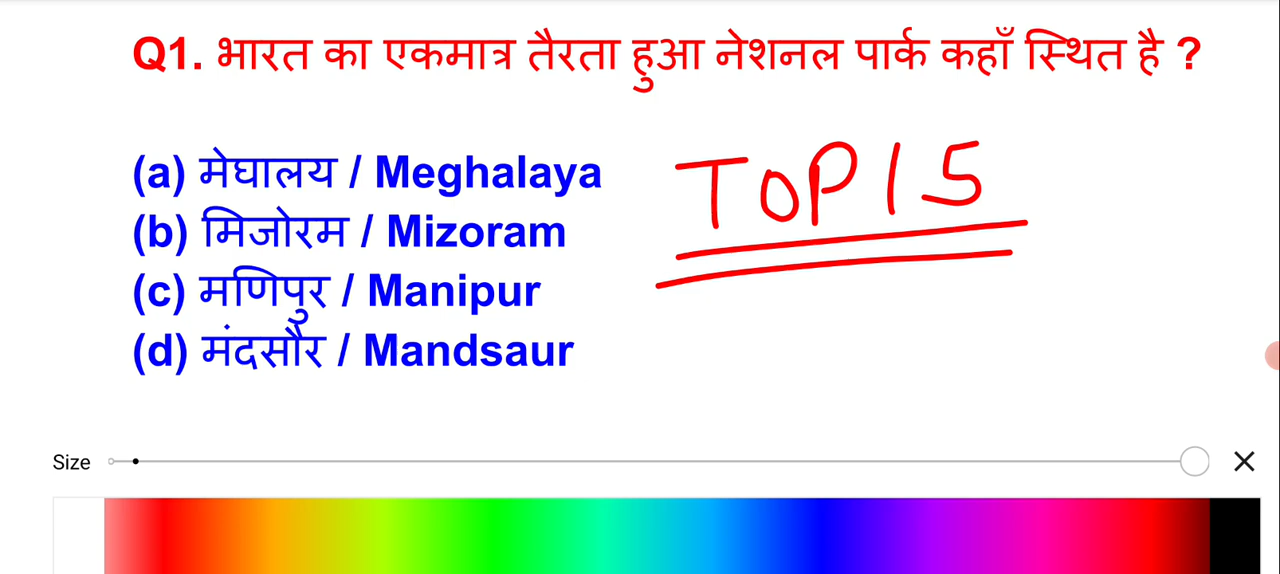 Q1. भारत का एकमात्र तैरता हुआ नेशनल पार्क कहाँ स्थित है ?
(a) मेघालय / Meghalaya
(b) मिजोरम / Mizoram
(c) मणिपुर / Manipur
(d) मंदसौर / Mandsaur
TOP 15
Size